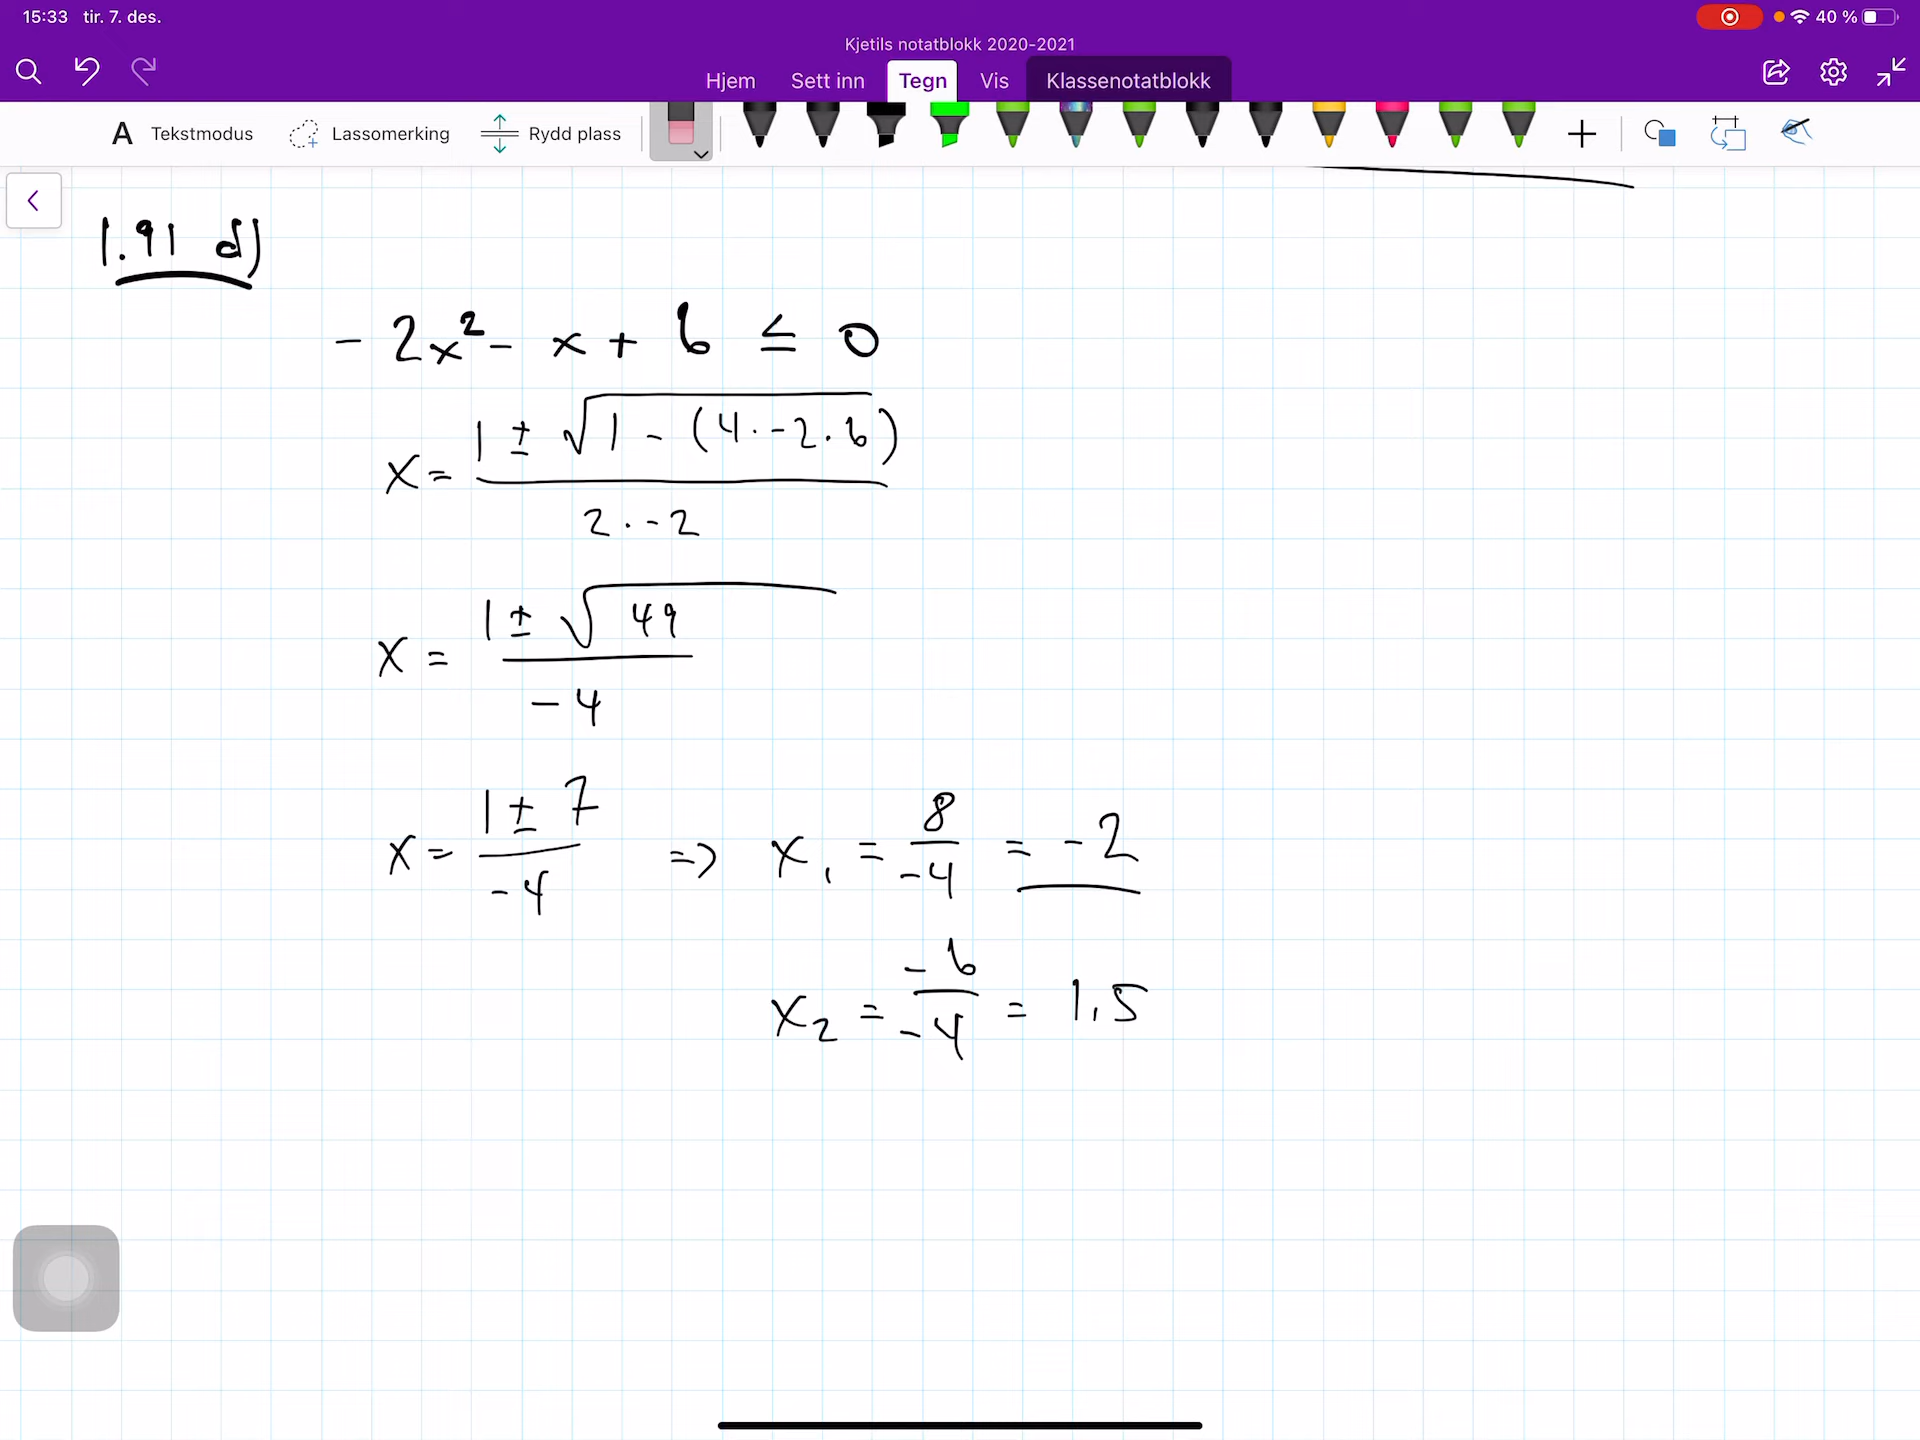 15:33 tir. 7. des. 40 %
Kjetils notatblokk 2020-2021
Hjem Sett inn Tegn Vis Klassenotatblokk
A Tekstmodus Lassomerking Rydd plass
1.91 d)
- 2x² - x + 6 ≤ 0
x = (1 ± √(1 - (4 · -2 · 6))) / (2 · -2)
x = (1 ± √49) / -4
x = (1 ± 7) / -4 => x₁ = 8 / -4 = -2
x₂ = -6 / -4 = 1,5